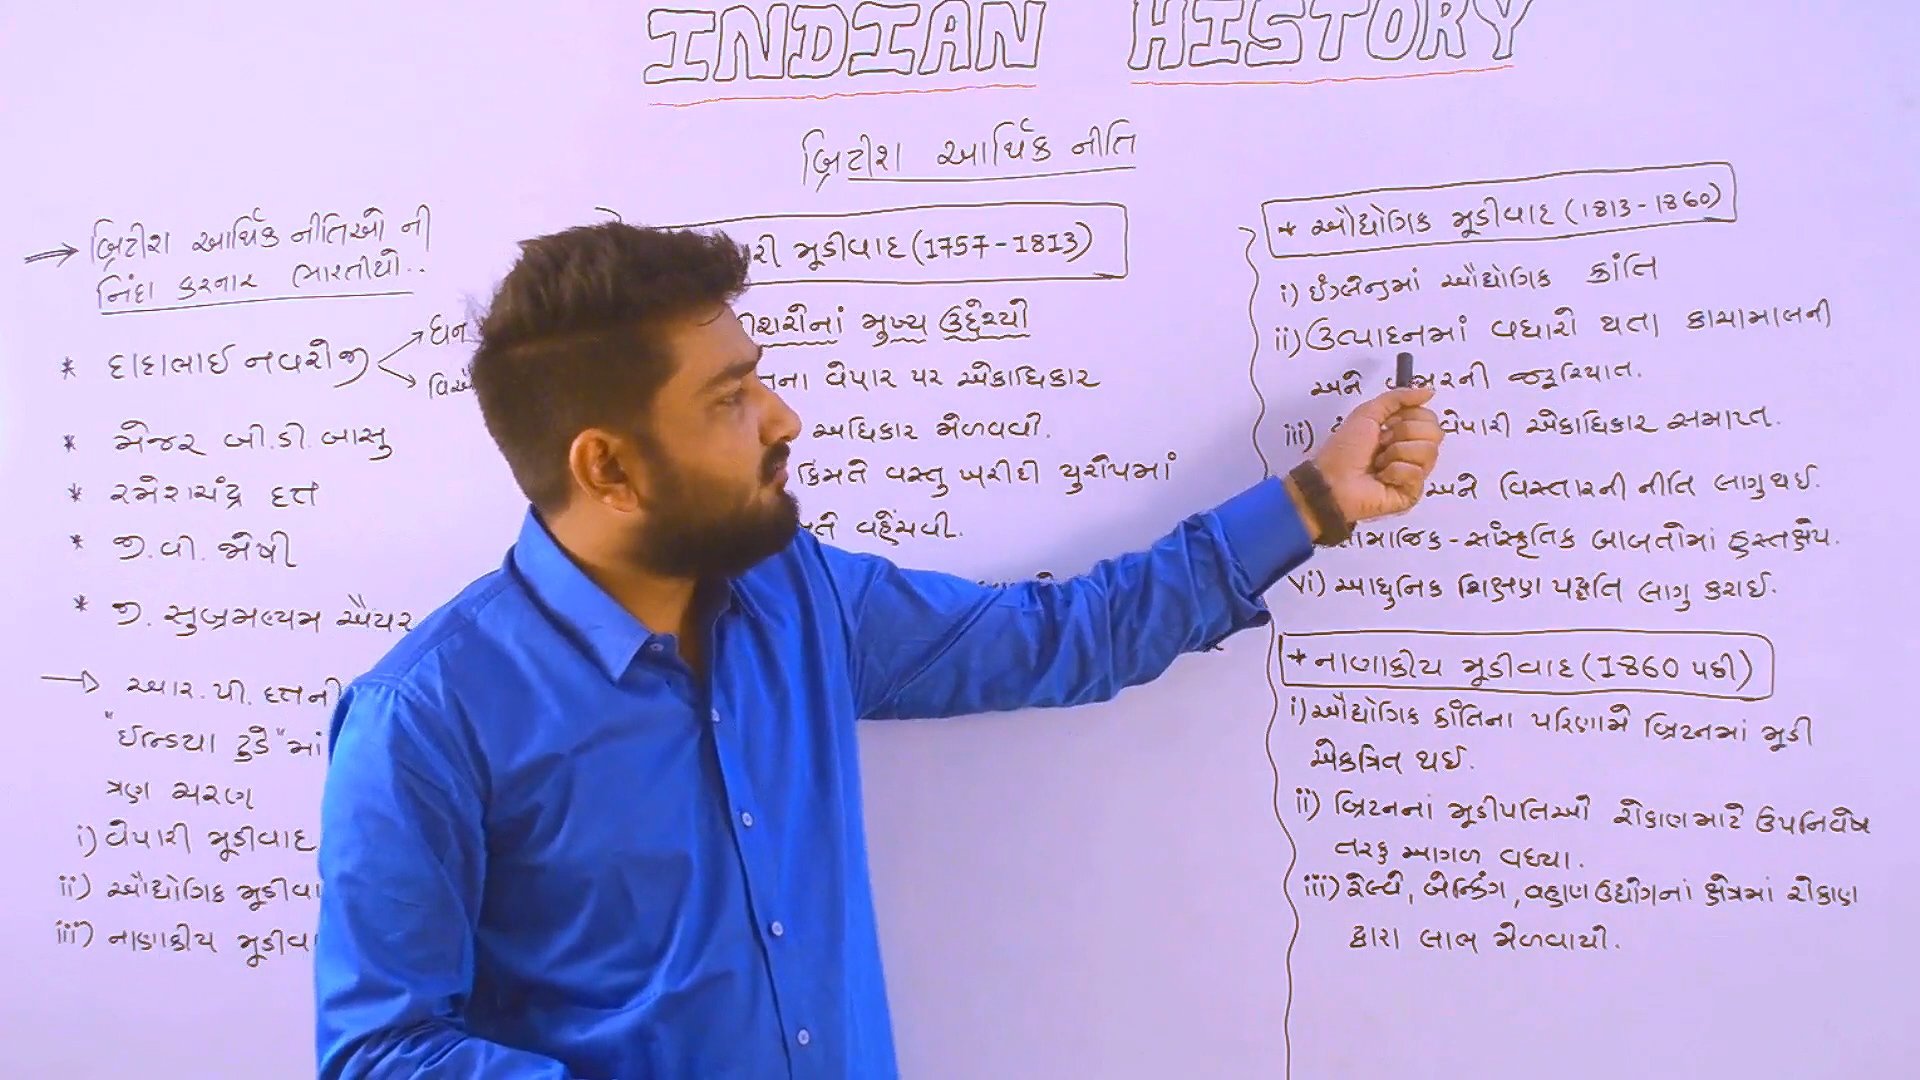 INDIAN HISTORY
બ્રિટીશ આર્થિક નીતિ
⇒ બ્રિટીશ આર્થિક નીતિઓ ની
નિંદા કરનાર ભારતીયો..
* દાદાભાઈ નવરોજી
ધન
* મેજર બી.ડી. બાસુ
* રમેશચંદ્ર દત્ત
* જી.વી. જોષી
* જી. સુબ્રમણ્યમ ઐયર
→ આર.પી. દત્તની
"ઈન્ડિયા ટુડે" માં
ત્રણ ચરણ
i) વેપારી મૂડીવાદ
ii) ઔદ્યોગિક મૂડીવા
iii) નાણાકીય મૂડીવા
રી મૂડીવાદ (1757-1813)
મુખ્ય ઉદ્દેશ્યો
ના વેપાર પર એકાધિકાર
અધિકાર મેળવવો.
કિંમતે વસ્તુ ખરીદી યુરોપમાં
વહેંચવી.
* ઔદ્યોગિક મૂડીવાદ (1813-1860)
i) ઈંગ્લેન્ડમાં ઔદ્યોગિક ક્રાંતિ
ii) ઉત્પાદનમાં વધારો થતા કાચામાલની
અને જરૂરિયાત.
iii) વેપારી એકાધિકાર સમાપ્ત.
અને વિસ્તારની નીતિ લાગુ થઈ.
સામાજિક-સાંસ્કૃતિક બાબતોમાં હસ્તક્ષેપ.
vi) આધુનિક શિક્ષણ પદ્ધતિ લાગુ કરાઈ.
* નાણાકીય મૂડીવાદ (1860 પછી)
i) ઔદ્યોગિક ક્રાંતિના પરિણામે બ્રિટનમાં મૂડી
એકત્રિત થઈ.
ii) બ્રિટનનાં મૂડીપતિઓ રોકાણ માટે ઉપનિવેષ
તરફ આગળ વધ્યા.
iii) રેલ્વે, બેન્કિંગ, વહાણ ઉદ્યોગનાં ક્ષેત્રમાં રોકાણ
દ્વારા લાભ મેળવાયો.